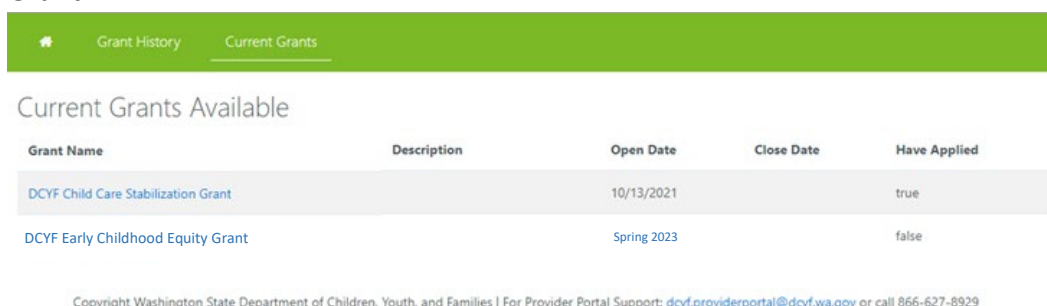 Grant History Current Grants
Current Grants Available
Grant Name Description Open Date Close Date Have Applied
DCYF Child Care Stabilization Grant 10/13/2021 true
DCYF Early Childhood Equity Grant Spring 2023 false
Copyright Washington State Department of Children, Youth, and Families | For Provider Portal Support: dcyf.providerportal@dcyf.wa.gov or call 866-627-8929